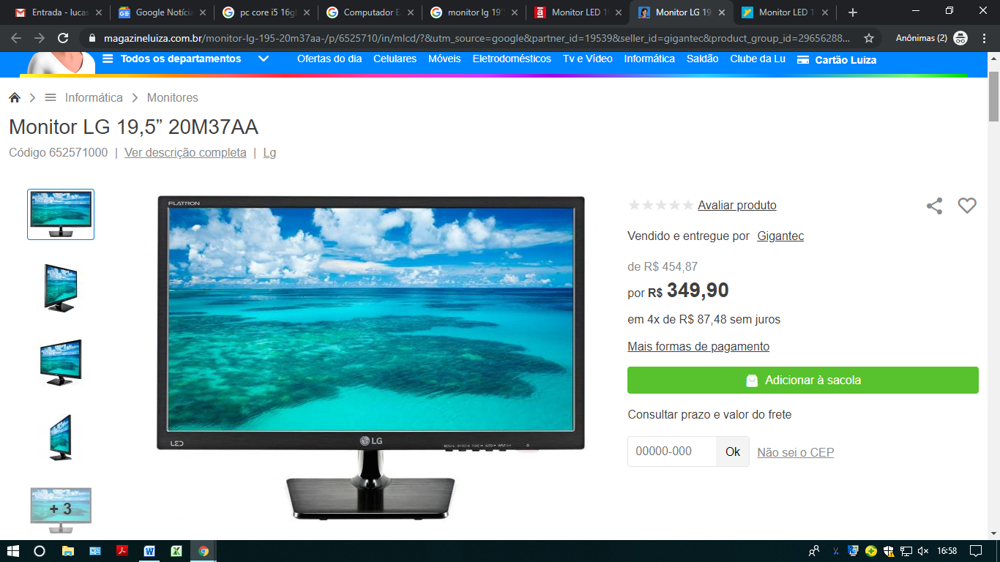 Entrada - lucas
Google Notícia
pc core i5 16g
Computador E
monitor lg 19
Monitor LED 1
Monitor LG 19
Monitor LED 1
magazineluiza.com.br/monitor-lg-195-20m37aa-/p/6525710/in/mlcd/?&utm_source=google&partner_id=19539&seller_id=gigantec&product_group_id=29656288...
Anônimas (2)
Todos os departamentos
Ofertas do dia Celulares Móveis Eletrodomésticos Tv e Vídeo Informática Saldão Clube da Lu Cartão Luiza
Informática Monitores
Monitor LG 19,5” 20M37AA
Código 652571000 | Ver descrição completa | Lg
FLATRON
LED
LG
+ 3
Avaliar produto
Vendido e entregue por Gigantec
de R$ 454,87
por R$ 349,90
em 4x de R$ 87,48 sem juros
Mais formas de pagamento
Adicionar à sacola
Consultar prazo e valor do frete
00000-000 Ok Não sei o CEP
16:58